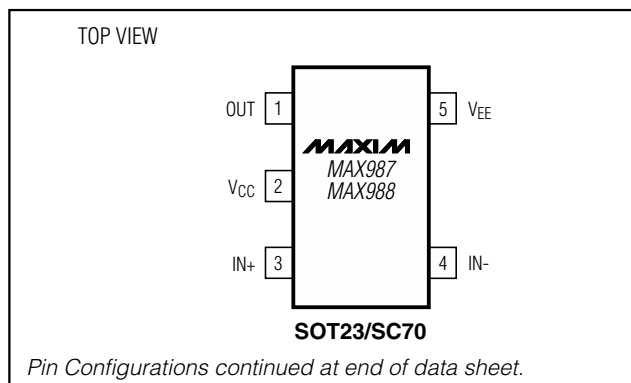 TOP VIEW
OUT 1
5 VEE
MAXIM
MAX987
MAX988
VCC 2
IN+ 3
4 IN-
SOT23/SC70
Pin Configurations continued at end of data sheet.